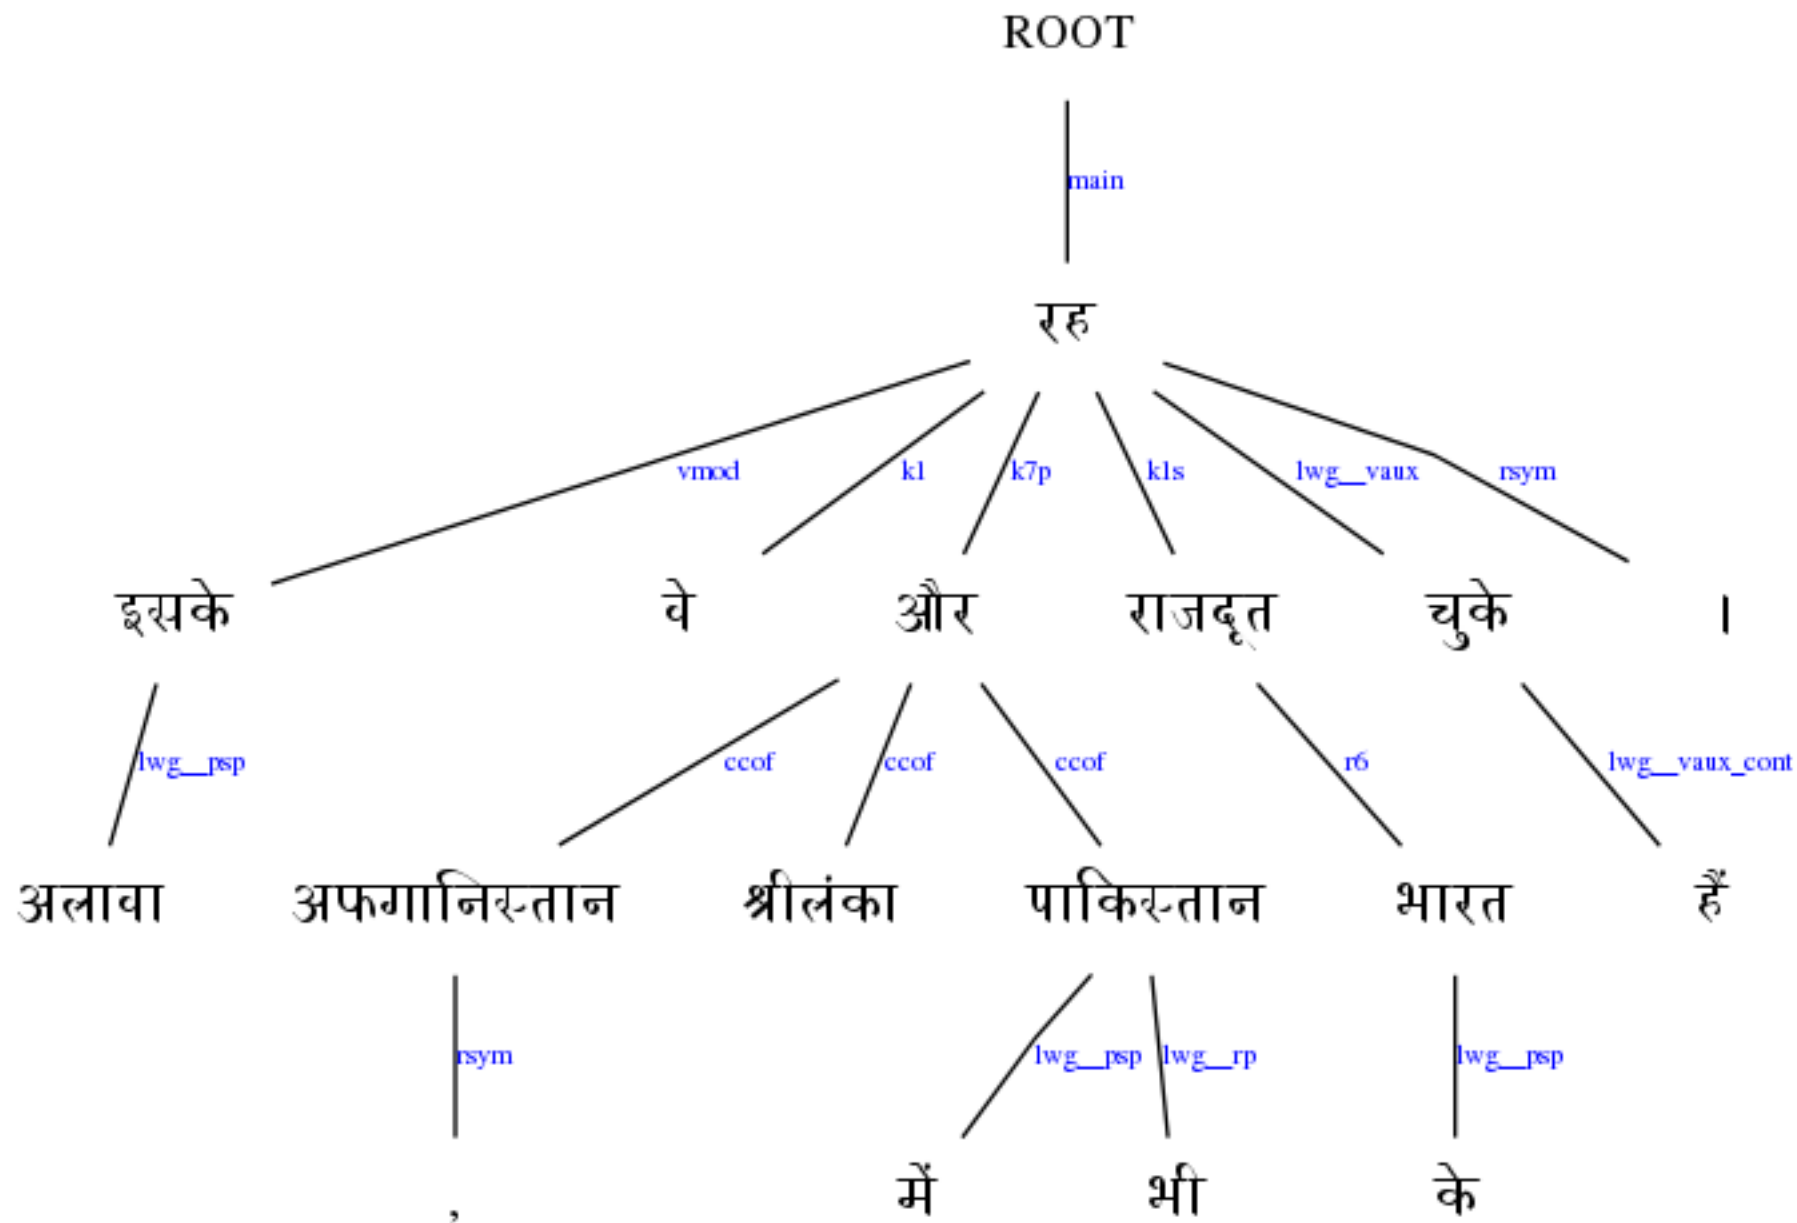 ROOT
main
रह
vmod k1 k7p k1s lwg__vaux rsym
इसके वे और राजदूत चुके ।
lwg__psp ccof ccof ccof r6 lwg__vaux_cont
अलावा अफगानिस्तान श्रीलंका पाकिस्तान भारत हैं
rsym lwg__psp lwg__rp lwg__psp
, में भी के